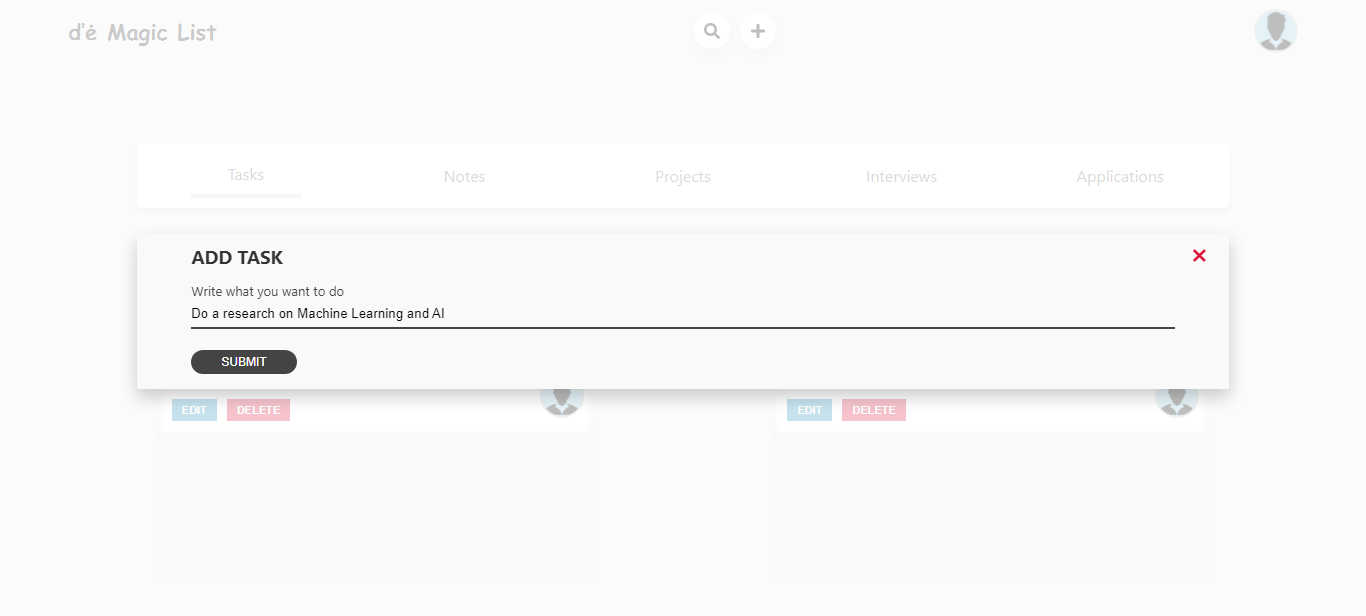 ďė Magic List
Tasks
Notes
Projects
Interviews
Applications
ADD TASK
Write what you want to do
Do a research on Machine Learning and AI
SUBMIT
EDIT DELETE
EDIT DELETE